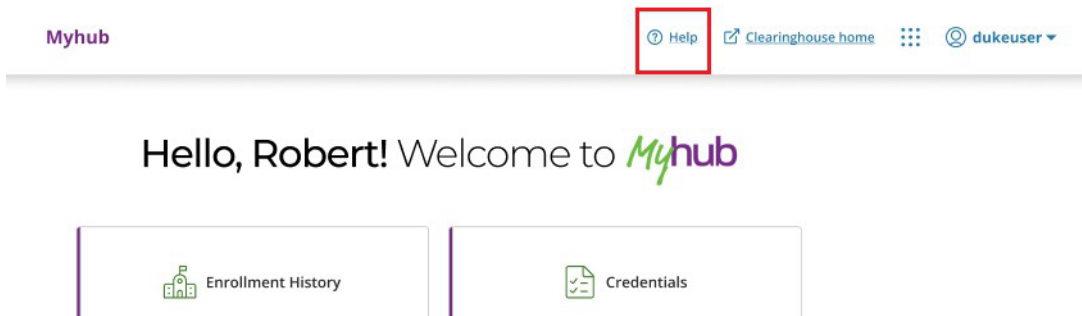 Myhub
Help
Clearinghouse home
dukeuser
Hello, Robert! Welcome to Myhub
Enrollment History
Credentials